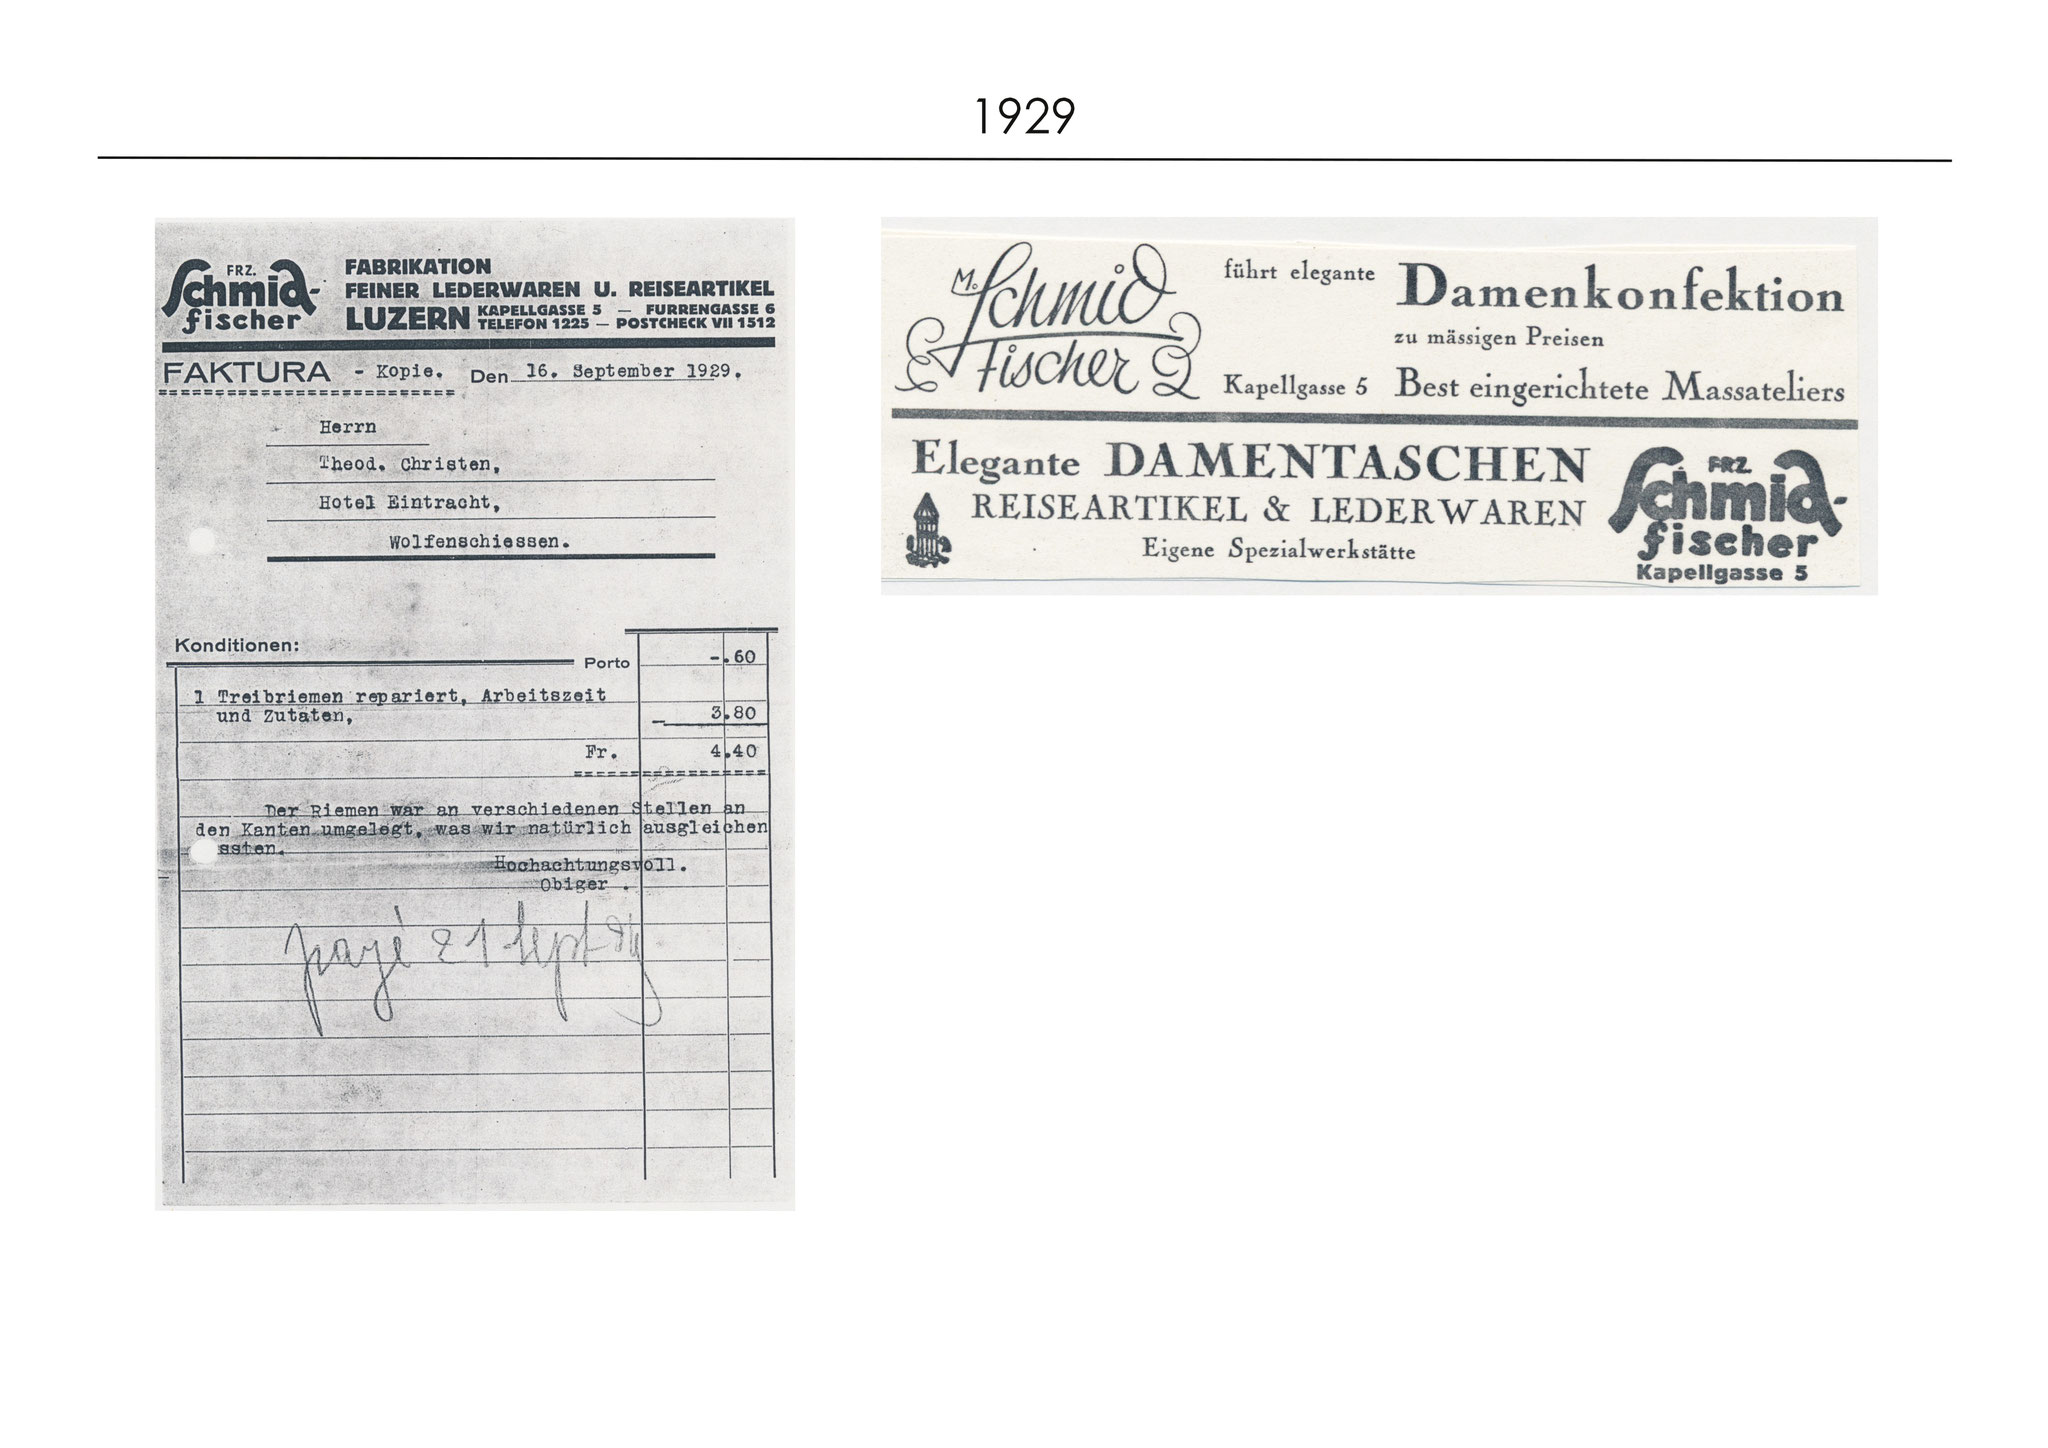 1929
FRZ.
Schmid-
fischer
FABRIKATION
FEINER LEDERWAREN U. REISEARTIKEL
LUZERN KAPELLGASSE 5 — FURRENGASSE 6
TELEFON 1225 — POSTCHECK VII 1512
FAKTURA - Kopie. Den 16. September 1929.
Herrn
Theod. Christen,
Hotel Eintracht,
Wolfenschiessen.
Konditionen:
Porto -.60
1 Treibriemen repariert, Arbeitszeit
und Zutaten, 3.80
Fr. 4.40
Der Riemen war an verschiedenen Stellen an
den Kanten umgelegt, was wir natürlich ausgleichen
ssten.
Hochachtungsvoll.
Obiger .
payé 21 Sept
M. Schmid
Fischer
führt elegante Damenkonfektion
zu mässigen Preisen
Kapellgasse 5 Best eingerichtete Massateliers
Elegante DAMENTASCHEN
REISEARTIKEL & LEDERWAREN
Eigene Spezialwerkstätte
FRZ.
Schmid-
fischer
Kapellgasse 5